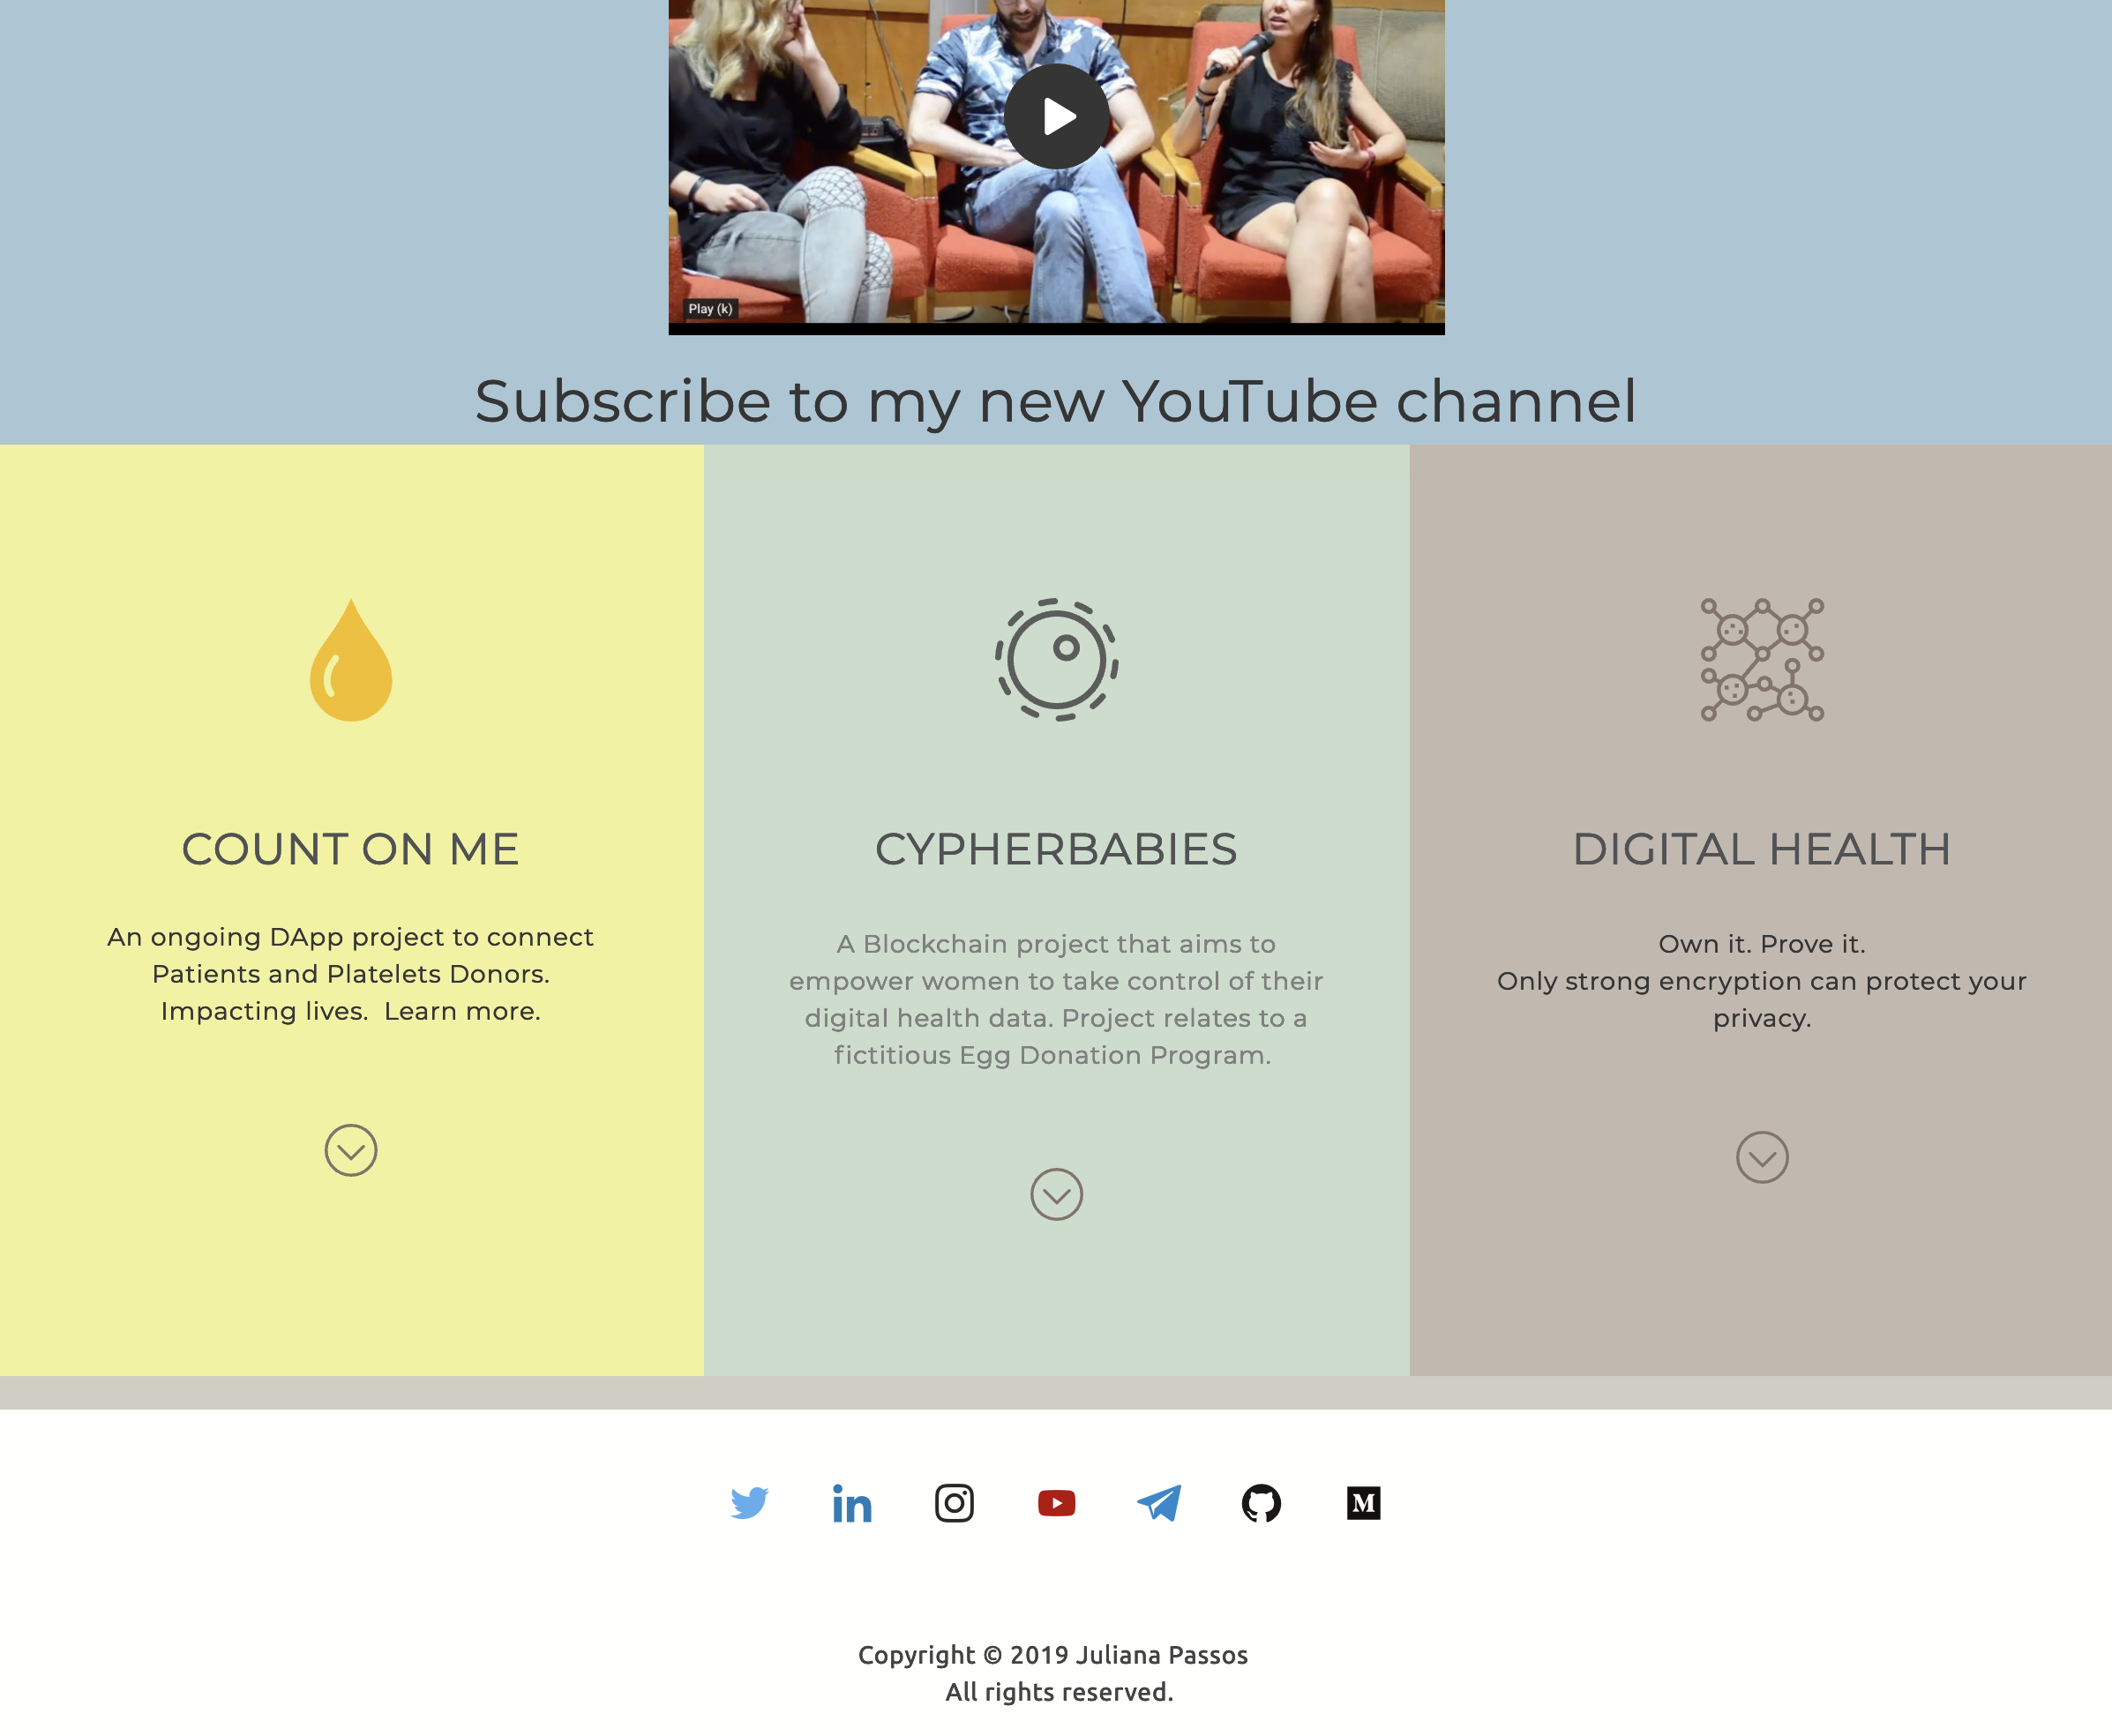 Play (k)
Subscribe to my new YouTube channel
COUNT ON ME
An ongoing DApp project to connect
Patients and Platelets Donors.
Impacting lives.  Learn more.
CYPHERBABIES
A Blockchain project that aims to
empower women to take control of their
digital health data. Project relates to a
fictitious Egg Donation Program.
DIGITAL HEALTH
Own it. Prove it.
Only strong encryption can protect your
privacy.
in
M
Copyright © 2019 Juliana Passos
All rights reserved.